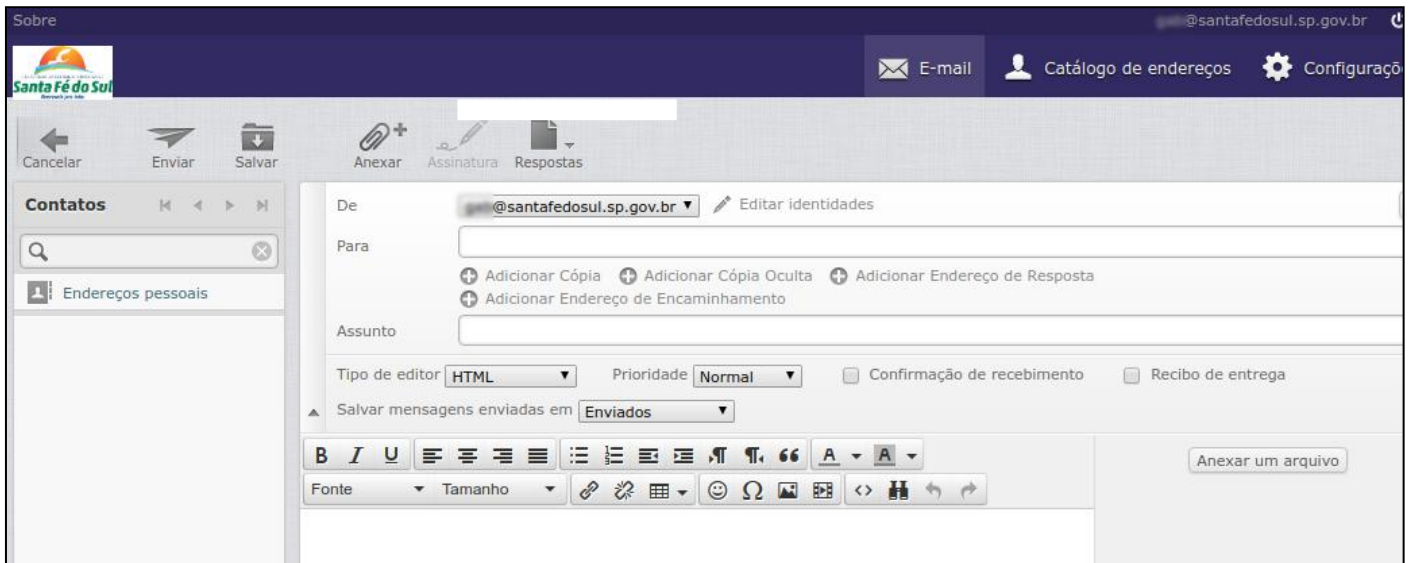 Sobre
@santafedosul.sp.gov.br
Santa Fé do Sul
E-mail
Catálogo de endereços
Configuraçõ
Cancelar
Enviar
Salvar
Anexar
Assinatura
Respostas
Contatos
De
@santafedosul.sp.gov.br
Editar identidades
Para
Adicionar Cópia Adicionar Cópia Oculta Adicionar Endereço de Resposta
Adicionar Endereço de Encaminhamento
Endereços pessoais
Assunto
Tipo de editor HTML Prioridade Normal Confirmação de recebimento Recibo de entrega
Salvar mensagens enviadas em Enviados
B I U A A
Anexar um arquivo
Fonte Tamanho Ω